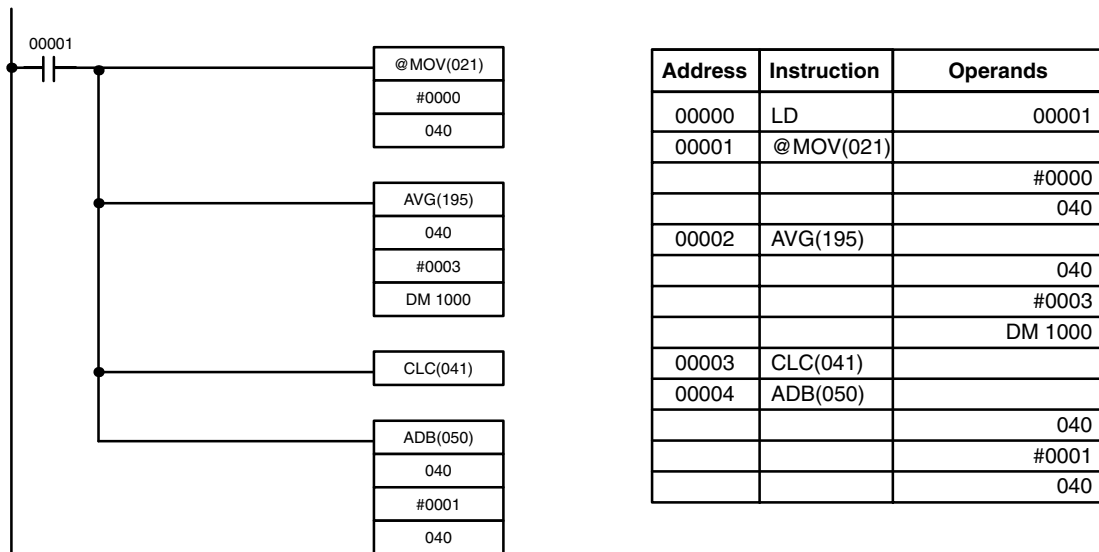 00001
@MOV(021)
#0000
040
AVG(195)
040
#0003
DM 1000
CLC(041)
ADB(050)
040
#0001
040
Address Instruction Operands
00000 LD 00001
00001 @MOV(021)
#0000
040
00002 AVG(195)
040
#0003
DM 1000
00003 CLC(041)
00004 ADB(050)
040
#0001
040